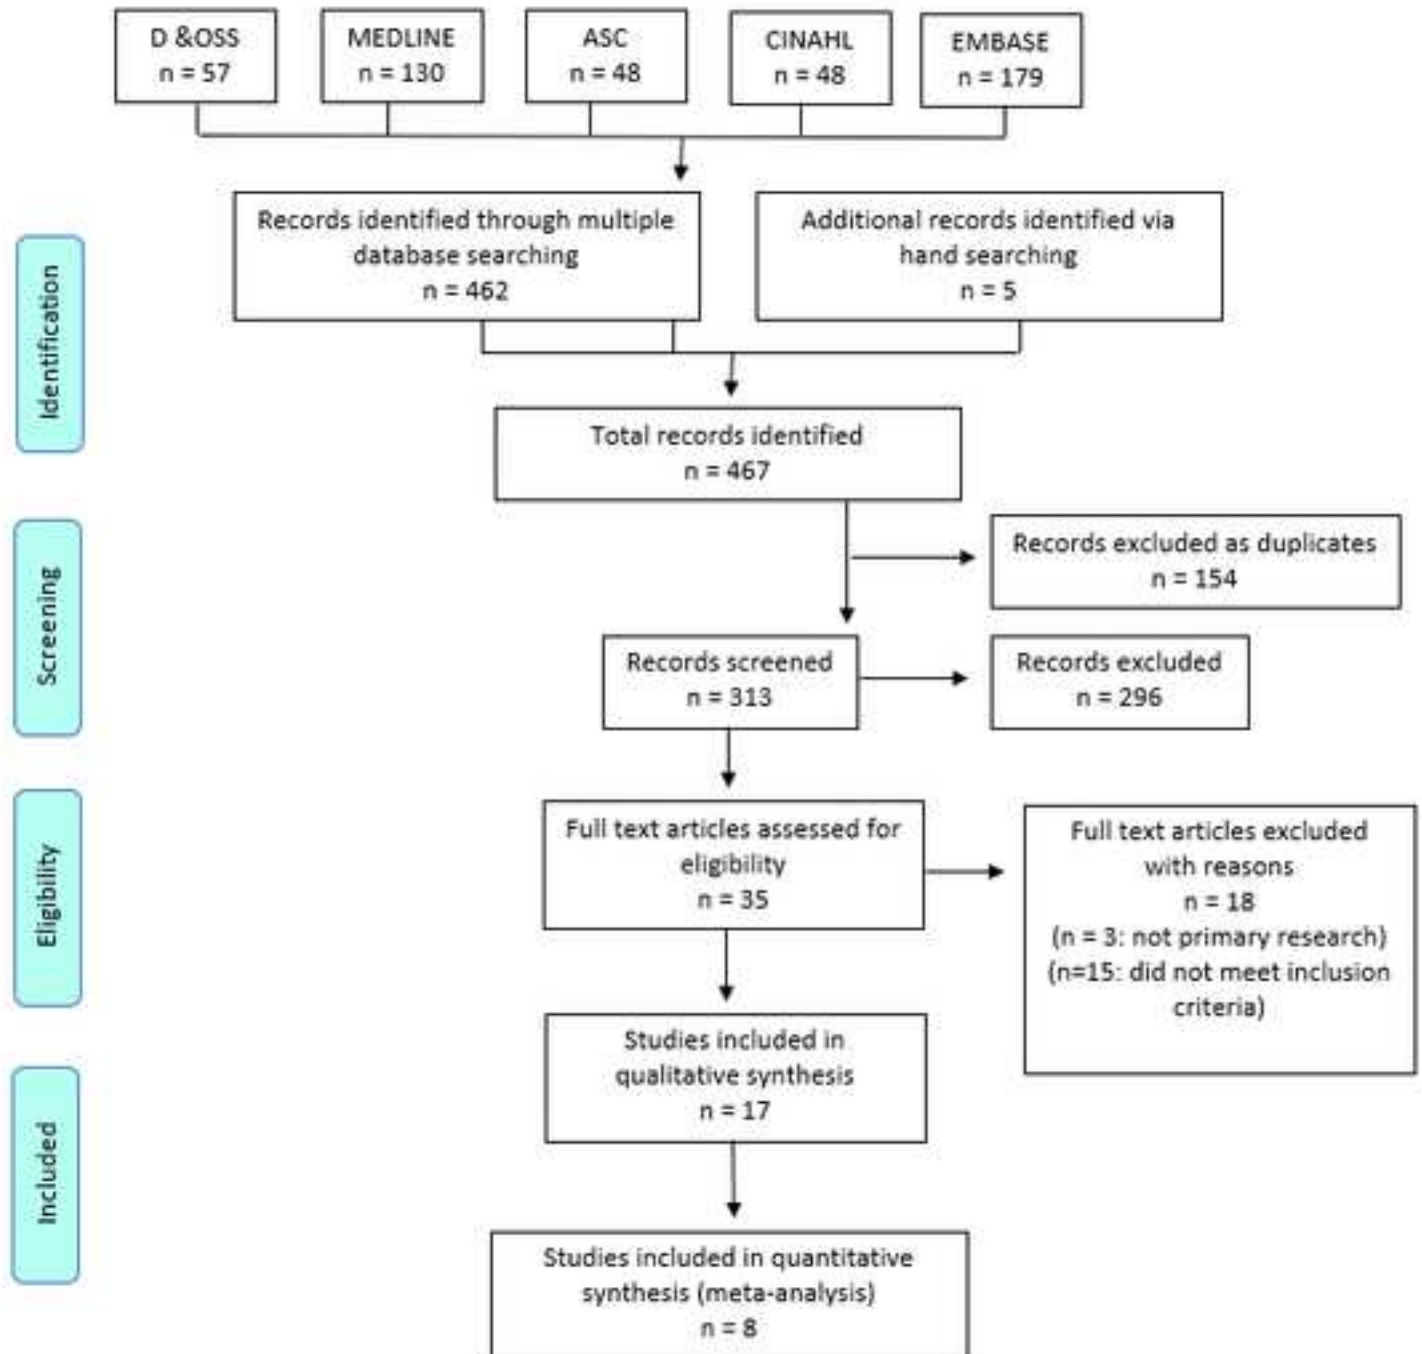 D &OSS
n = 57
MEDLINE
n = 130
ASC
n = 48
CINAHL
n = 48
EMBASE
n = 179
Identification
Records identified through multiple
database searching
n = 462
Additional records identified via
hand searching
n = 5
Total records identified
n = 467
Screening
Records excluded as duplicates
n = 154
Records screened
n = 313
Records excluded
n = 296
Eligibility
Full text articles assessed for
eligibility
n = 35
Full text articles excluded
with reasons
n = 18
(n = 3: not primary research)
(n=15: did not meet inclusion
criteria)
Included
Studies included in
qualitative synthesis
n = 17
Studies included in quantitative
synthesis (meta-analysis)
n = 8